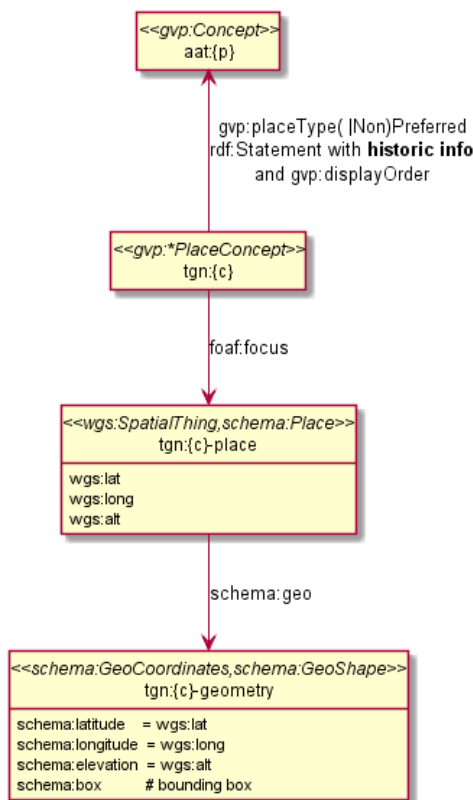 <<gvp:Concept>>
aat:{p}
gvp:placeType( |Non)Preferred
rdf:Statement with historic info
and gvp:displayOrder
<<gvp:*PlaceConcept>>
tgn:{c}
foaf:focus
<<wgs:SpatialThing,schema:Place>>
tgn:{c}-place
wgs:lat
wgs:long
wgs:alt
schema:geo
<<schema:GeoCoordinates,schema:GeoShape>>
tgn:{c}-geometry
schema:latitude = wgs:lat
schema:longitude = wgs:long
schema:elevation = wgs:alt
schema:box # bounding box